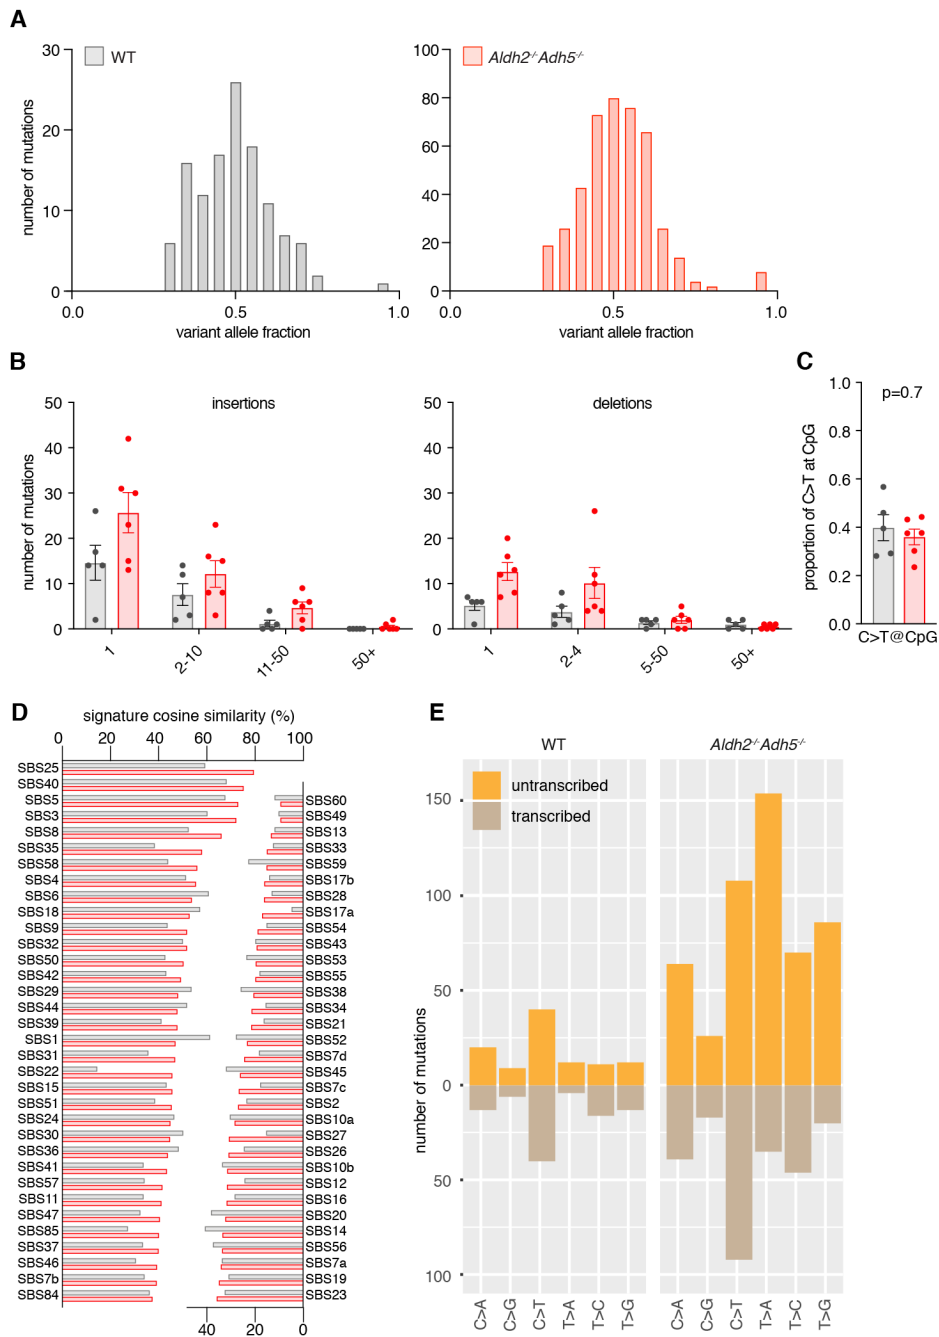 A
WT
Aldh2-/-Adh5-/-
number of mutations
30
20
10
0
0.0
0.5
1.0
variant allele fraction
100
80
60
40
20
0
0.0
0.5
1.0
variant allele fraction
B
insertions
number of mutations
50
40
30
20
10
0
1
2-10
11-50
50+
deletions
50
40
30
20
10
0
1
2-4
5-50
50+
C
p=0.7
proportion of C>T at CpG
1.0
0.8
0.6
0.4
0.2
0.0
C>T@CpG
D
signature cosine similarity (%)
0 20 40 60 80 100
SBS25
SBS40
SBS5
SBS3
SBS8
SBS35
SBS58
SBS4
SBS6
SBS18
SBS9
SBS32
SBS50
SBS42
SBS29
SBS44
SBS39
SBS1
SBS31
SBS22
SBS15
SBS51
SBS24
SBS30
SBS36
SBS41
SBS57
SBS11
SBS47
SBS85
SBS37
SBS46
SBS7b
SBS84
SBS60
SBS49
SBS13
SBS33
SBS59
SBS17b
SBS28
SBS17a
SBS54
SBS43
SBS53
SBS55
SBS38
SBS34
SBS21
SBS52
SBS7d
SBS45
SBS7c
SBS2
SBS10a
SBS27
SBS26
SBS10b
SBS12
SBS16
SBS20
SBS14
SBS56
SBS7a
SBS19
SBS23
40 20 0
E
WT
Aldh2-/-Adh5-/-
untranscribed
transcribed
number of mutations
150
100
50
0
50
100
C>A
C>G
C>T
T>A
T>C
T>G
C>A
C>G
C>T
T>A
T>C
T>G